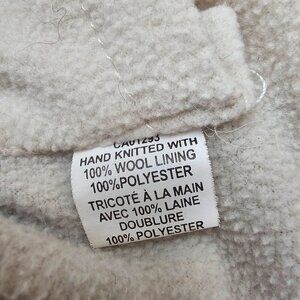 CA01293
HAND KNITTED WITH
100% WOOL LINING
100%POLYESTER
TRICOTÉ À LA MAIN
AVEC 100% LAINE
DOUBLURE
100% POLYESTER